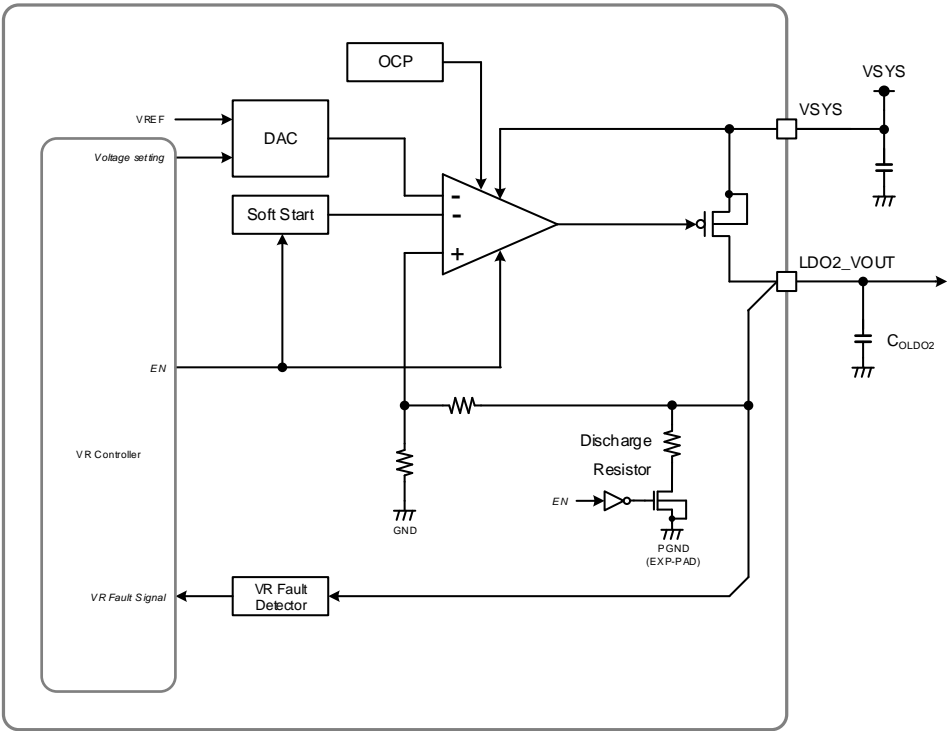 OCP
VSYS
VSYS
VREF
DAC
Voltage setting
-
Soft Start
-
+
LDO2_VOUT
COLDO2
EN
Discharge
Resistor
VR Controller
EN
GND
PGND
(EXP-PAD)
VR Fault
Detector
VR Fault Signal